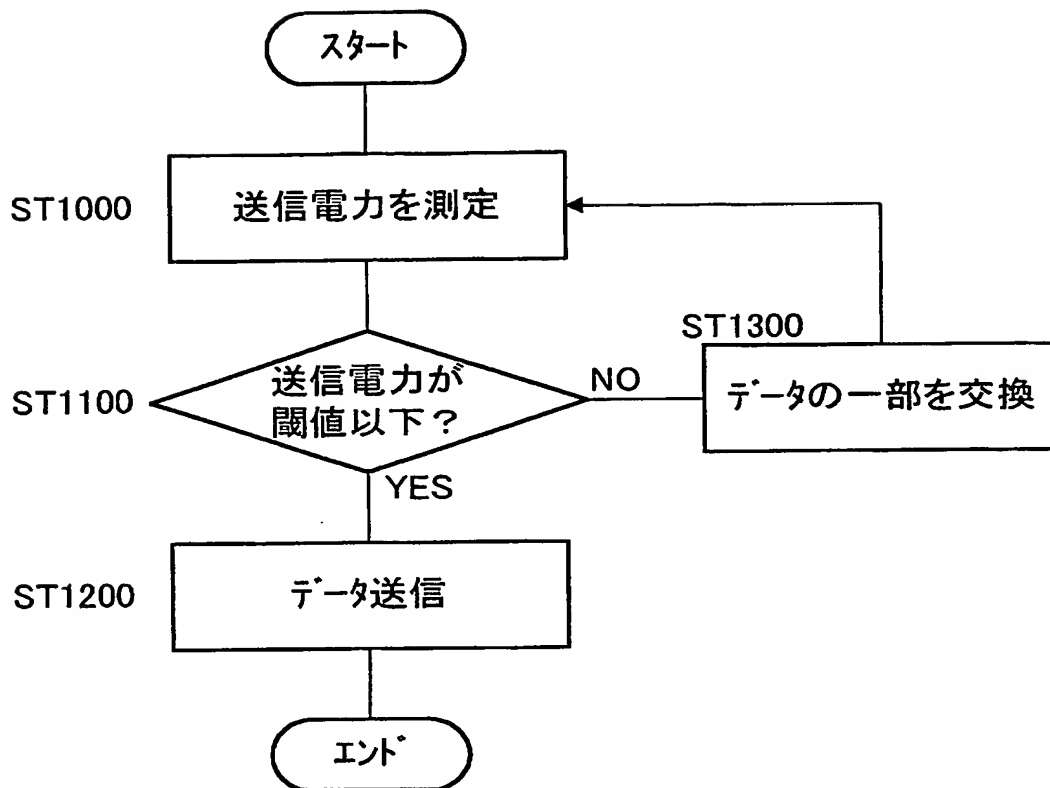 スタート
ST1000
送信電力を測定
ST1300
ST1100
送信電力が
閾値以下？
NO
データの一部を交換
YES
ST1200
データ送信
エンド